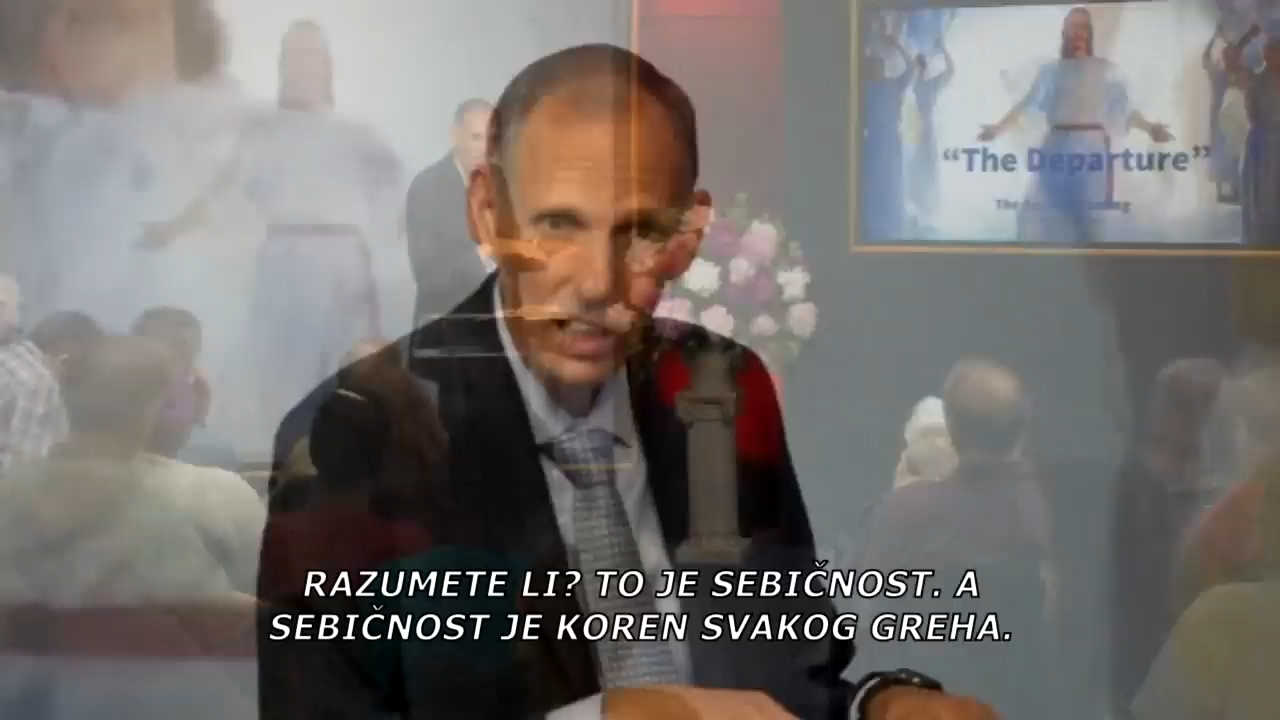 “The Departure”
RAZUMETE LI? TO JE SEBIČNOST. A
SEBIČNOST JE KOREN SVAKOG GREHA.